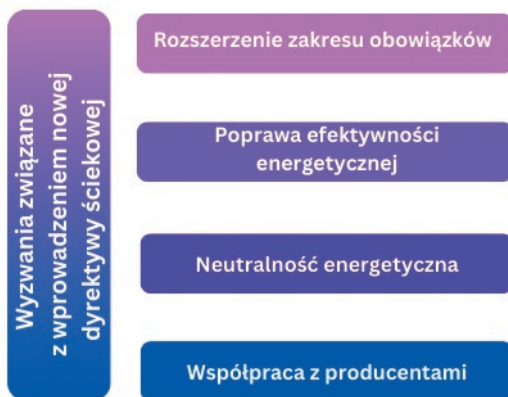 Wyzwania związane
z wprowadzeniem nowej
dyrektywy ściekowej
Rozszerzenie zakresu obowiązków
Poprawa efektywności
energetycznej
Neutralność energetyczna
Współpraca z producentami